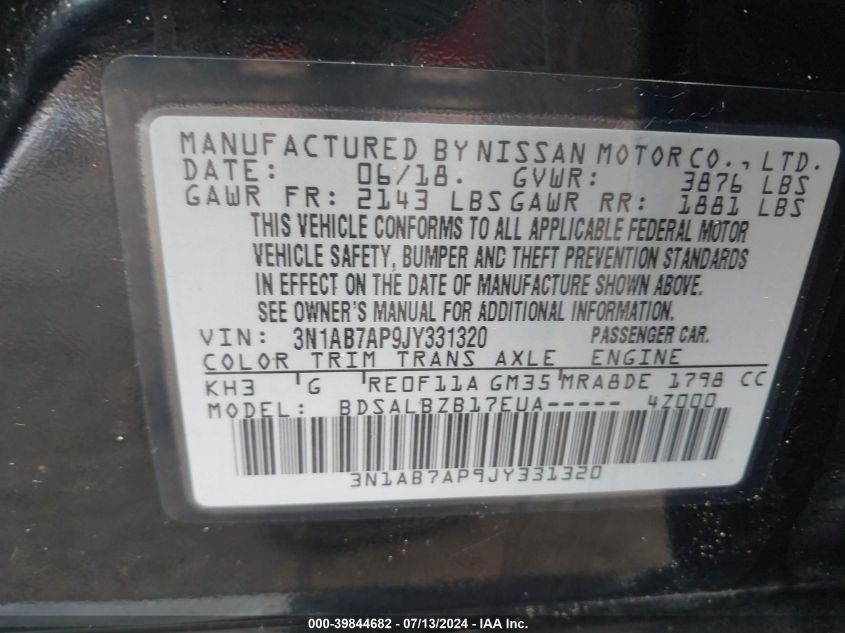 MANUFACTURED BY NISSAN MOTOR CO., LTD.
DATE: 06/18. GVWR: 3876 LBS
GAWR FR: 2143 LBS GAWR RR: 1881 LBS
THIS VEHICLE CONFORMS TO ALL APPLICABLE FEDERAL MOTOR
VEHICLE SAFETY, BUMPER AND THEFT PREVENTION STANDARDS
IN EFFECT ON THE DATE OF MANUFACTURE SHOWN ABOVE.
SEE OWNER'S MANUAL FOR ADDITIONAL INFORMATION.
VIN: 3N1AB7AP9JY331320 PASSENGER CAR.
COLOR TRIM TRANS AXLE ENGINE
KH3 G RE0F11A GM35 MRA8DE 1798 CC
MODEL: BDSALBZB17EUA----- 4Z000
3N1AB7AP9JY331320
000-39844682 / 07/13/2024 - IAA Inc.